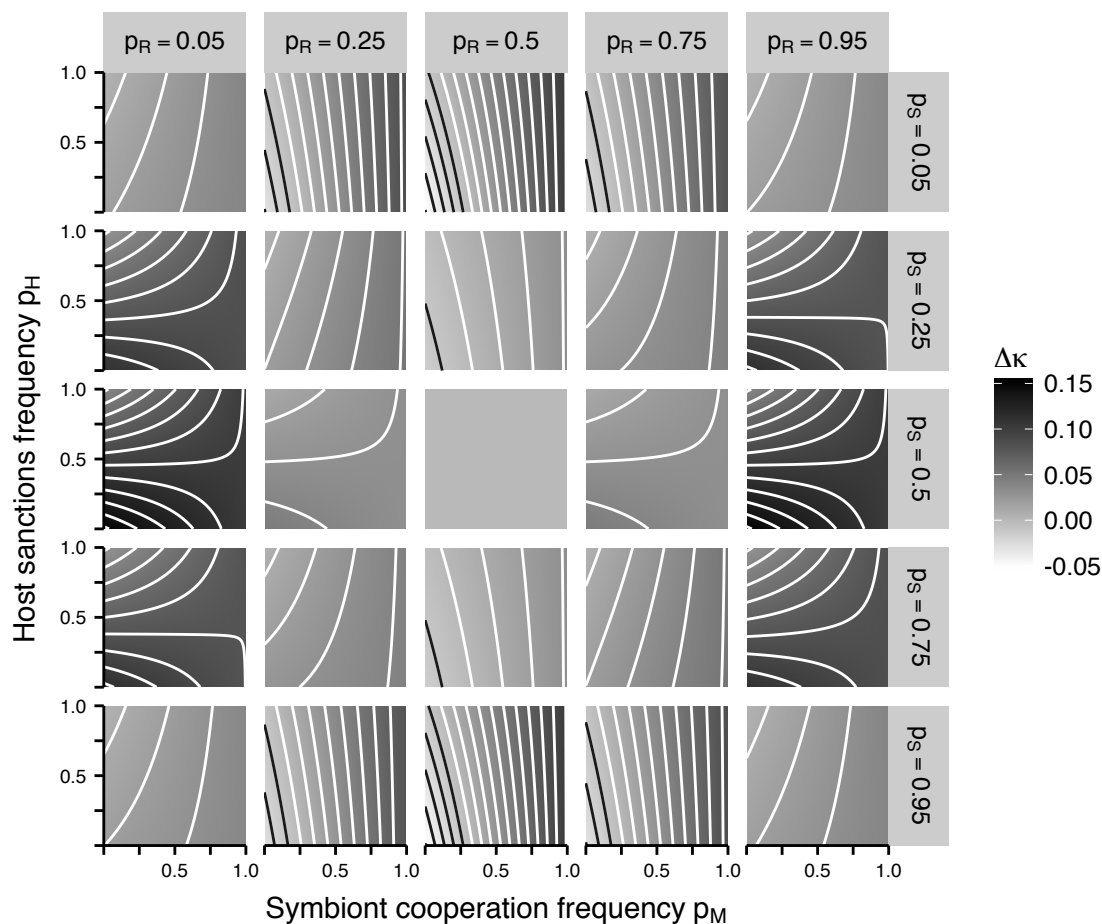 p_R = 0.05
p_R = 0.25
p_R = 0.5
p_R = 0.75
p_R = 0.95
Host sanctions frequency p_H
1.0
0.5
p_S = 0.05
1.0
0.5
p_S = 0.25
1.0
0.5
p_S = 0.5
1.0
0.5
p_S = 0.75
1.0
0.5
p_S = 0.95
0.5 1.0 0.5 1.0 0.5 1.0 0.5 1.0 0.5 1.0
Symbiont cooperation frequency p_M
Δκ
0.15
0.10
0.05
0.00
-0.05